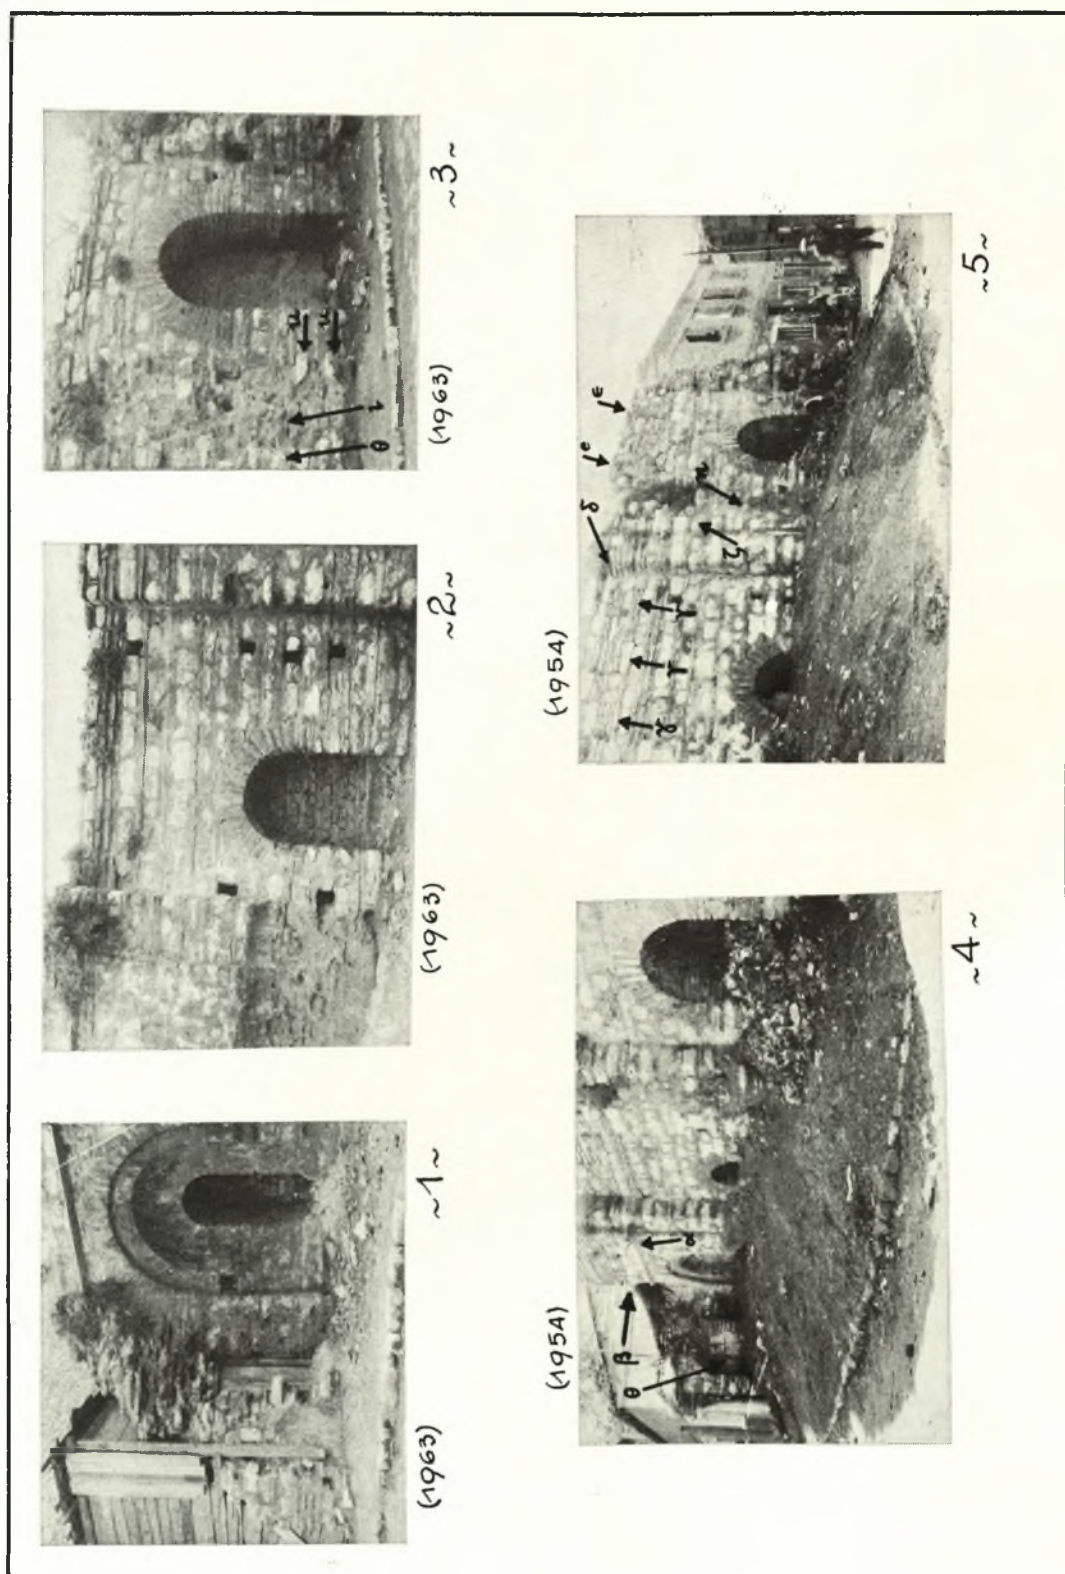 θ ι
(1963) ~1~
(1963) ~2~
(1963) ~3~
β
θ α
(1954) ~4~
δ ε
γ γ γ ζ η
(1954) ~5~